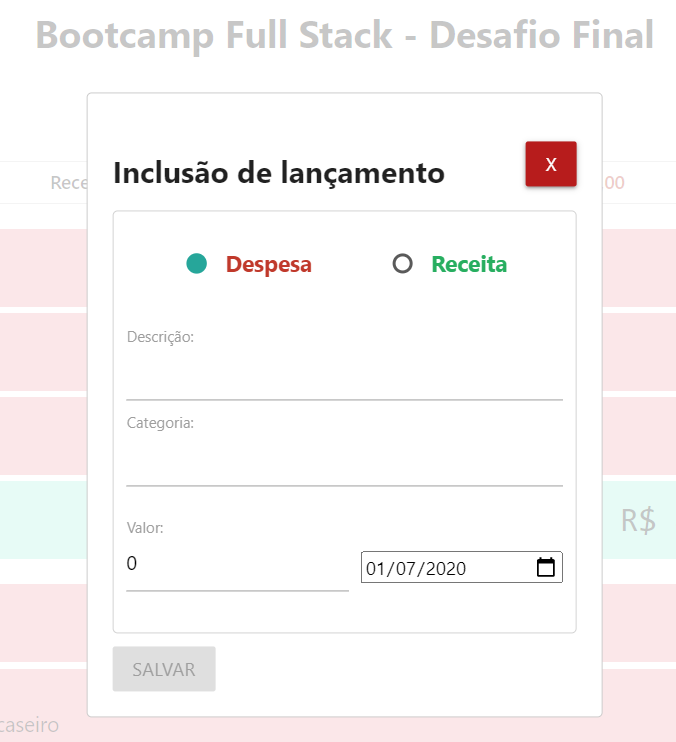 Bootcamp Full Stack - Desafio Final
Inclusão de lançamento
X
Rece
00
Despesa
Receita
Descrição:
Categoria:
R$
Valor:
0
01/07/2020
SALVAR
caseiro